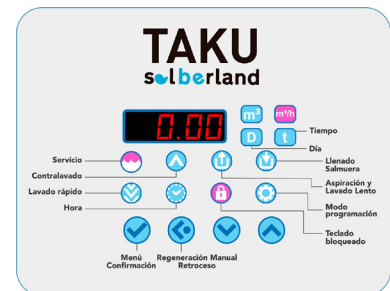 TAKU
solberland
0.00
m³
m³/h
D
t
Tiempo
Día
Servicio
Contralavado
Lavado rápido
Hora
Llenado
Salmuera
Aspiración y
Lavado Lento
Modo
programación
Teclado
bloqueado
Menú
Confirmación
Regeneración Manual
Retroceso